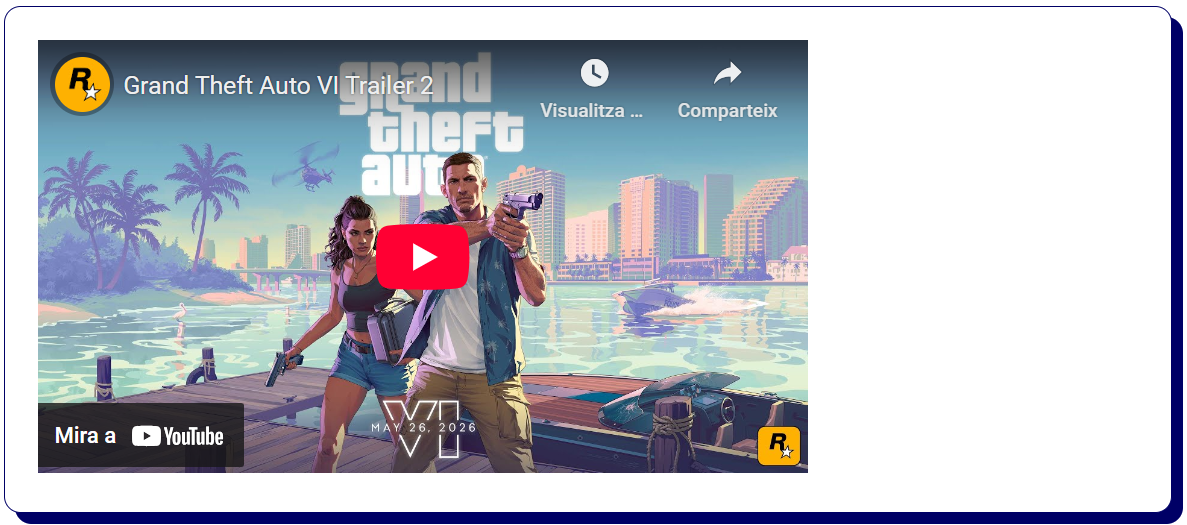 Grand Theft Auto VI Trailer 2
Visualitza ...
Comparteix
grand
theft
auto
VI
MAY 26, 2026
Mira a YouTube
R
R